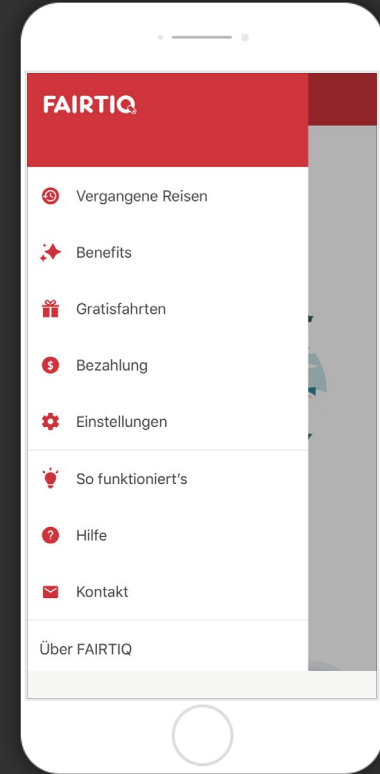 FAIRTIQ
Vergangene Reisen
Benefits
Gratisfahrten
Bezahlung
Einstellungen
So funktioniert's
Hilfe
Kontakt
Über FAIRTIQ